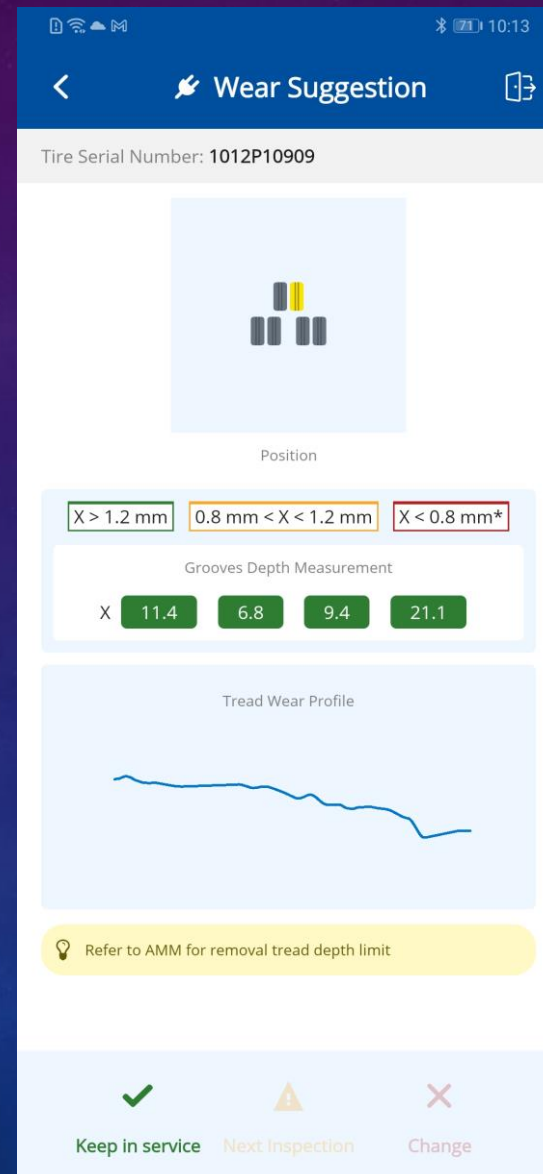 71 10:13
Wear Suggestion
Tire Serial Number: 1012P10909
Position
X > 1.2 mm 0.8 mm < X < 1.2 mm X < 0.8 mm*
Grooves Depth Measurement
X 11.4 6.8 9.4 21.1
Tread Wear Profile
Refer to AMM for removal tread depth limit
Keep in service Next Inspection Change